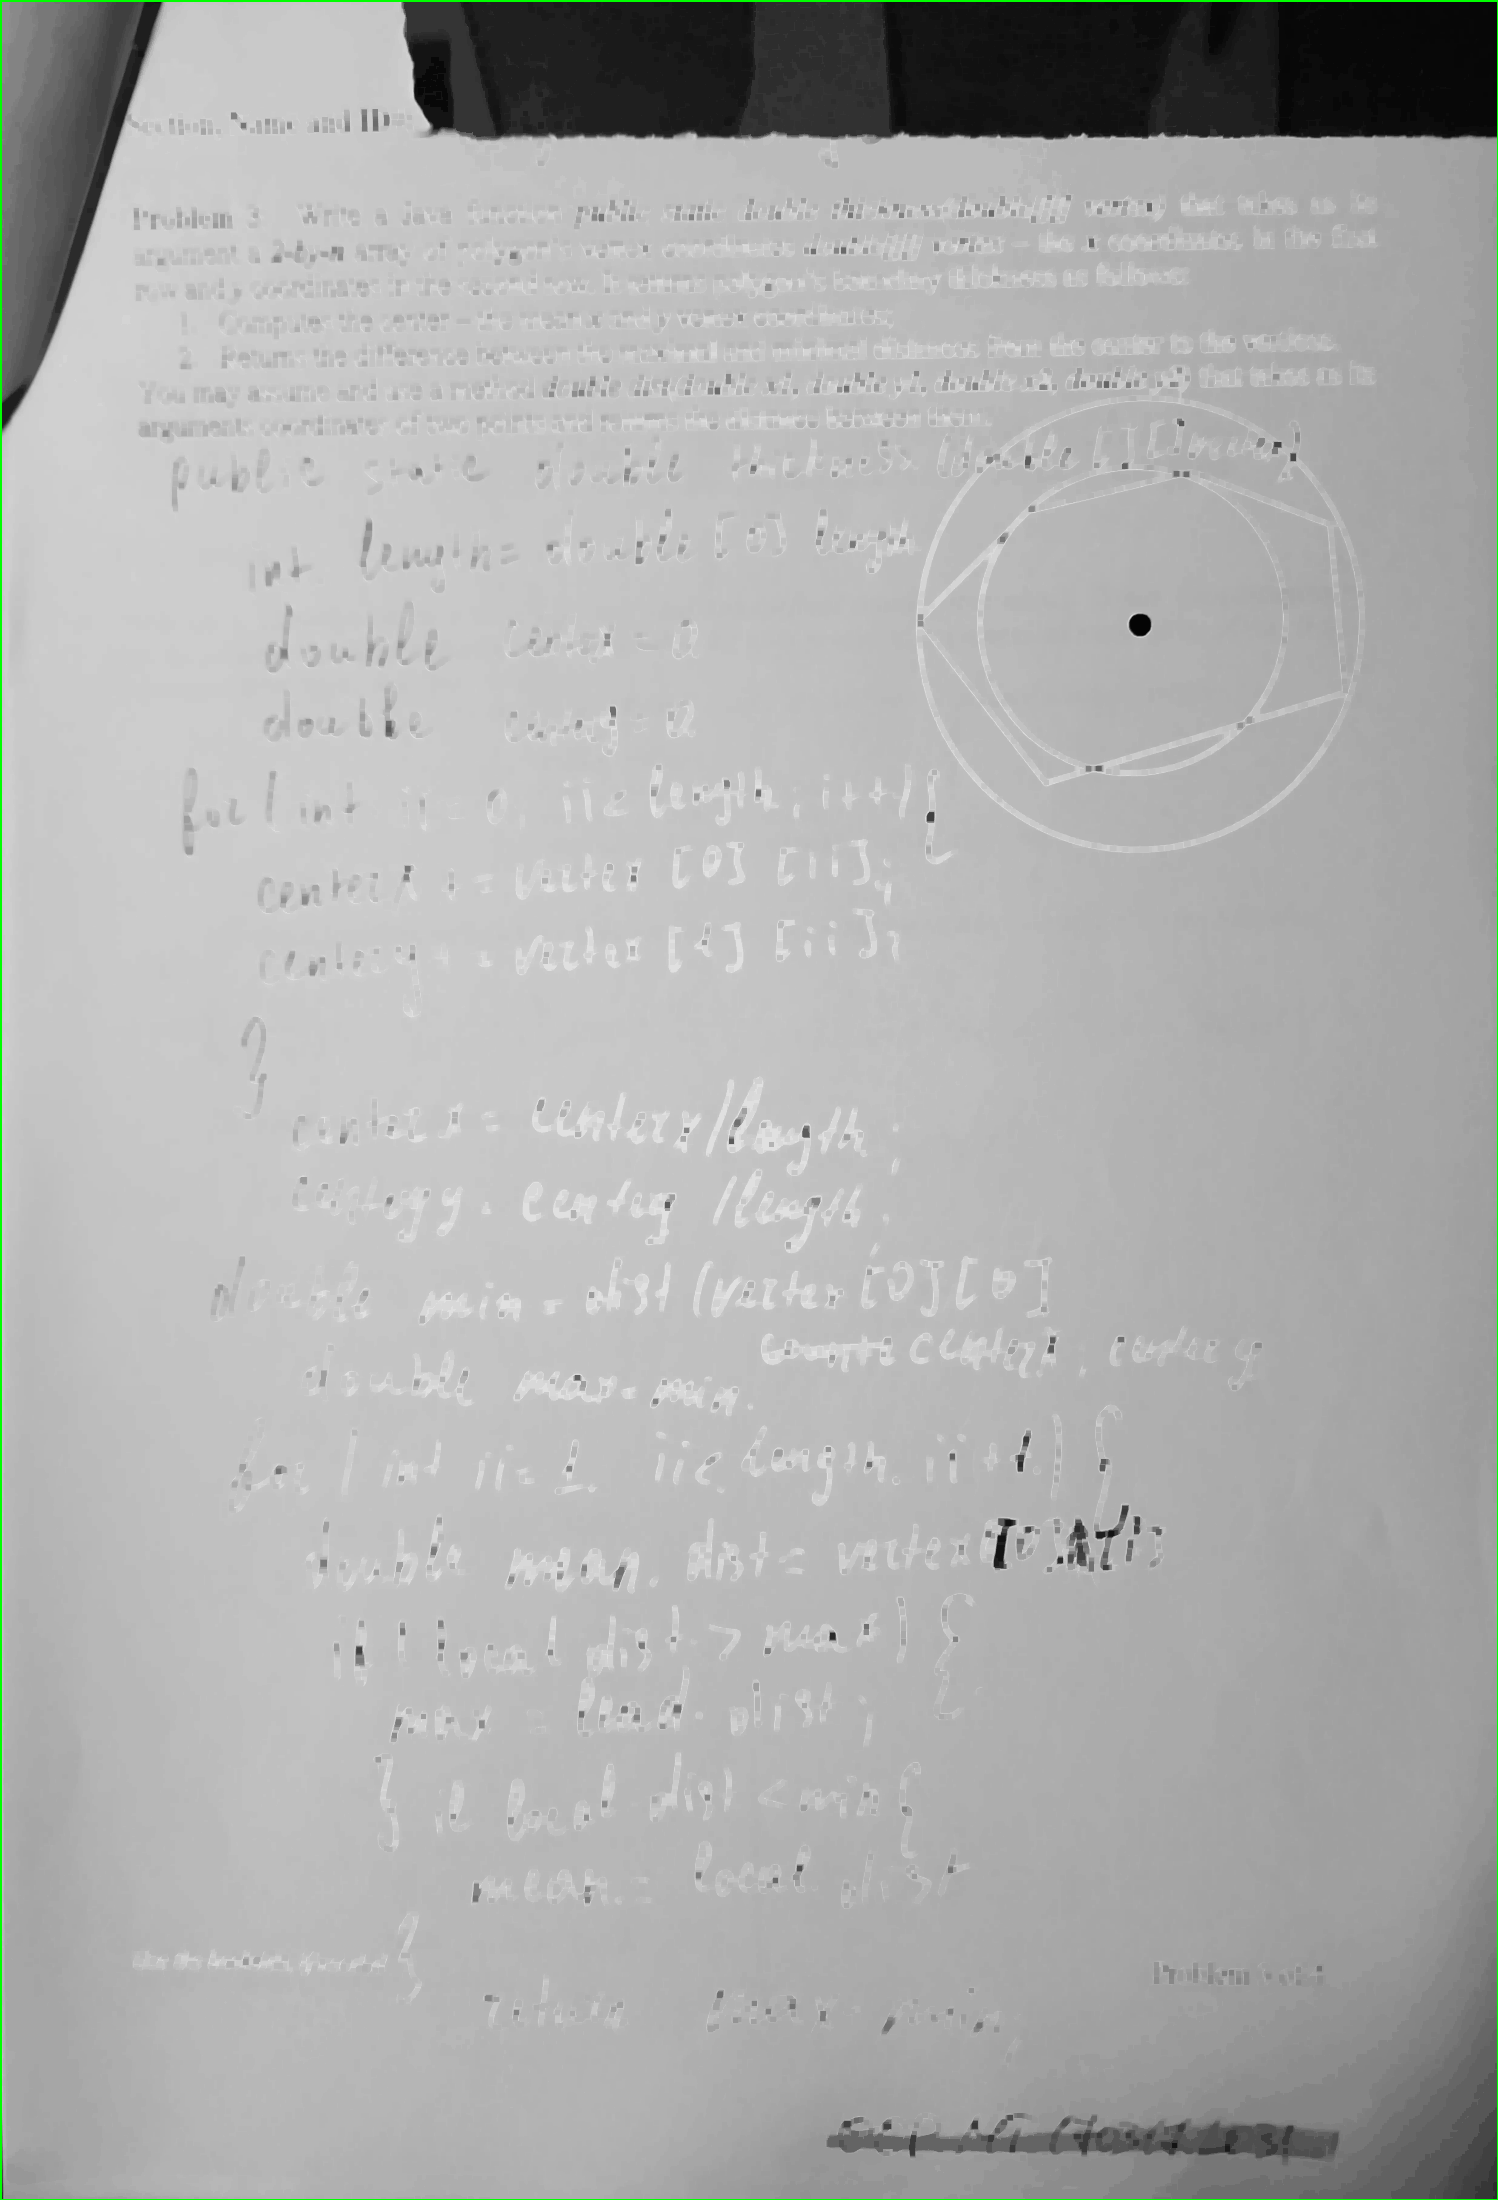 Section, Name and ID
Problem 3 Write a Java function public static double thickness(double[][] vertex) that takes as its
argument a 2-by-n array of polygon's vertex coordinates double[][] vertex – the x coordinates in the first
row and y coordinates in the second row. It returns polygon's boundary thickness as follows:
1. Computes the center – the mean x and y vertex coordinates;
2. Returns the difference between the maximal and minimal distances from the center to the vertices.
You may assume and use a method double dist(double x1, double y1, double x2, double y2) that takes as its
arguments coordinates of two points and returns the distance between them.
public static double thickness (double [ ] [ ] vertex)
int length = double [0] length
double centerx = 0
double centery = 0
for ( int ii = 0; ii < length; i++) {
centerx += vertex [0] [ii];
centery += vertex [1] [ii];
}
centerx = centerx/length;
centery = centery /length;
double min = dist (vertex [0] [0]
centerx, centery
double max = min.
for ( int ii = 1. ii < length. ii++) {
double mean. dist = vertex [0]
if ( local dist > max) {
max = local dist ;
} if local dist < min {
mean = local dist
}
return max - min;
Problem 3 of 4